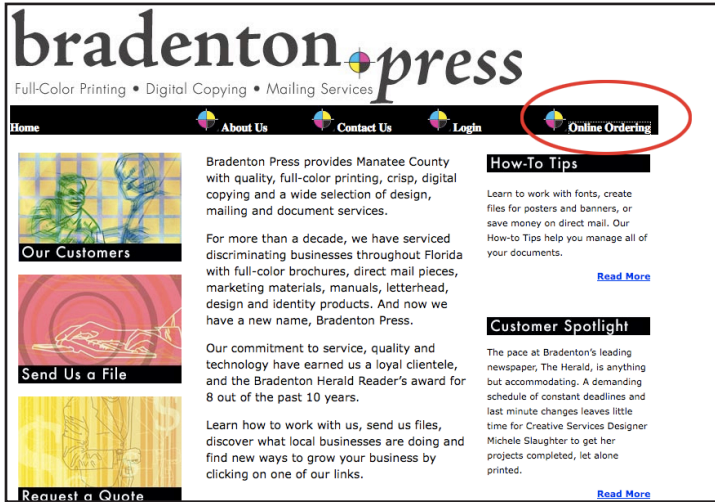 bradenton press
Full-Color Printing • Digital Copying • Mailing Services
Home About Us Contact Us Login Online Ordering
Our Customers
Send Us a File
Request a Quote
Bradenton Press provides Manatee County
with quality, full-color printing, crisp, digital
copying and a wide selection of design,
mailing and document services.
For more than a decade, we have serviced
discriminating businesses throughout Florida
with full-color brochures, direct mail pieces,
marketing materials, manuals, letterhead,
design and identity products. And now we
have a new name, Bradenton Press.
Our commitment to service, quality and
technology have earned us a loyal clientele,
and the Bradenton Herald Reader's award for
8 out of the past 10 years.
Learn how to work with us, send us files,
discover what local businesses are doing and
find new ways to grow your business by
clicking on one of our links.
How-To Tips
Learn to work with fonts, create
files for posters and banners, or
save money on direct mail. Our
How-to Tips help you manage all of
your documents.
Read More
Customer Spotlight
The pace at Bradenton's leading
newspaper, The Herald, is anything
but accommodating. A demanding
schedule of constant deadlines and
last minute changes leaves little
time for Creative Services Designer
Michele Slaughter to get her
projects completed, let alone
printed.
Read More